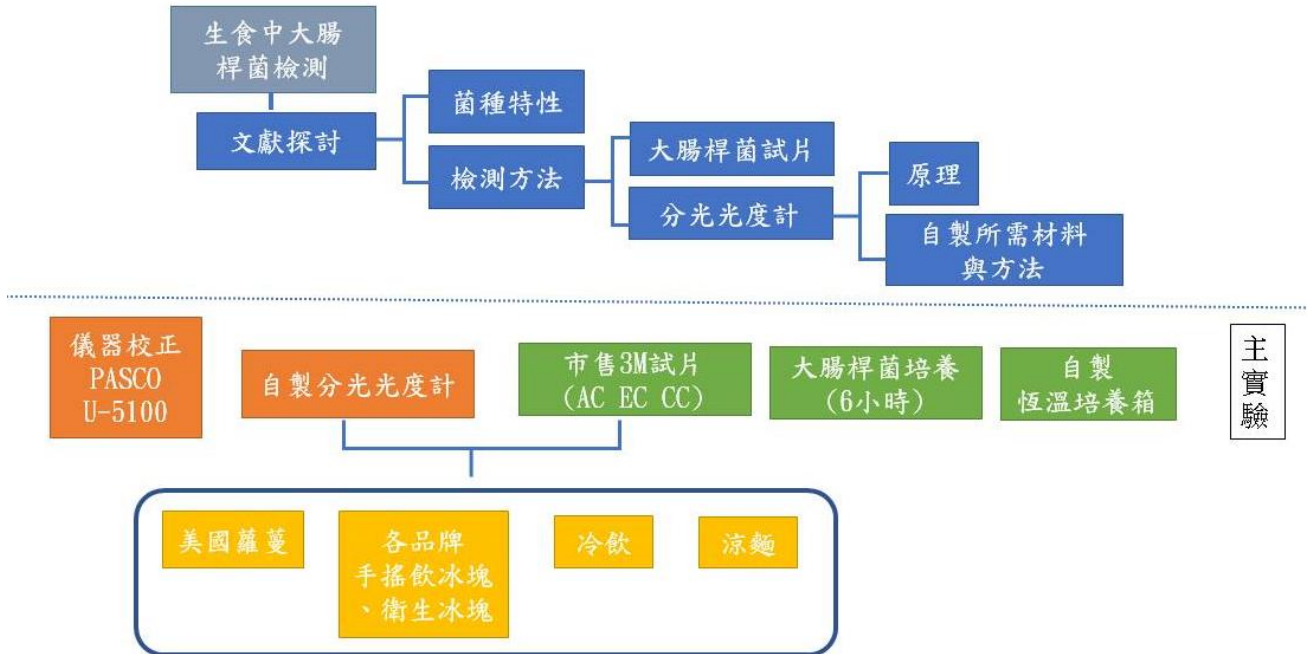 生食中大腸
桿菌檢測
文獻探討
菌種特性
檢測方法
大腸桿菌試片
分光光度計
原理
自製所需材料
與方法
儀器校正
PASCO
U-5100
自製分光光度計
市售3M試片
(AC EC CC)
大腸桿菌培養
(6小時)
自製
恆溫培養箱
主
實
驗
美國蘿蔓
各品牌
手搖飲冰塊
、衛生冰塊
冷飲
涼麵